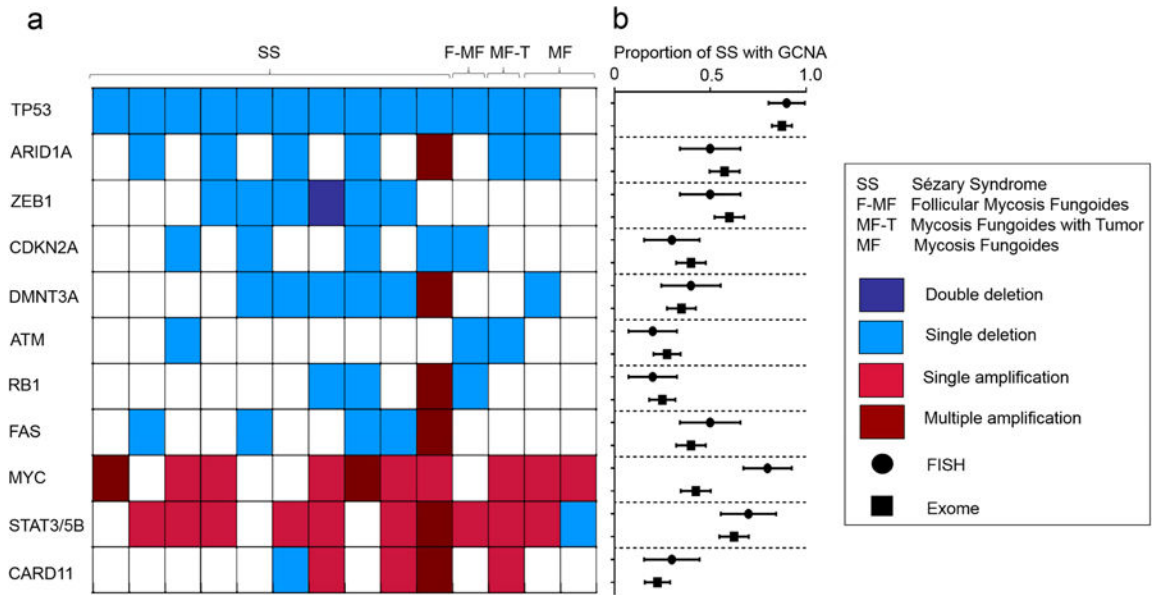 a
b
SS F-MF MF-T MF
Proportion of SS with GCNA
0 0.5 1.0
TP53
ARID1A
ZEB1
CDKN2A
DMNT3A
ATM
RB1
FAS
MYC
STAT3/5B
CARD11
SS Sézary Syndrome
F-MF Follicular Mycosis Fungoides
MF-T Mycosis Fungoides with Tumor
MF Mycosis Fungoides
Double deletion
Single deletion
Single amplification
Multiple amplification
FISH
Exome